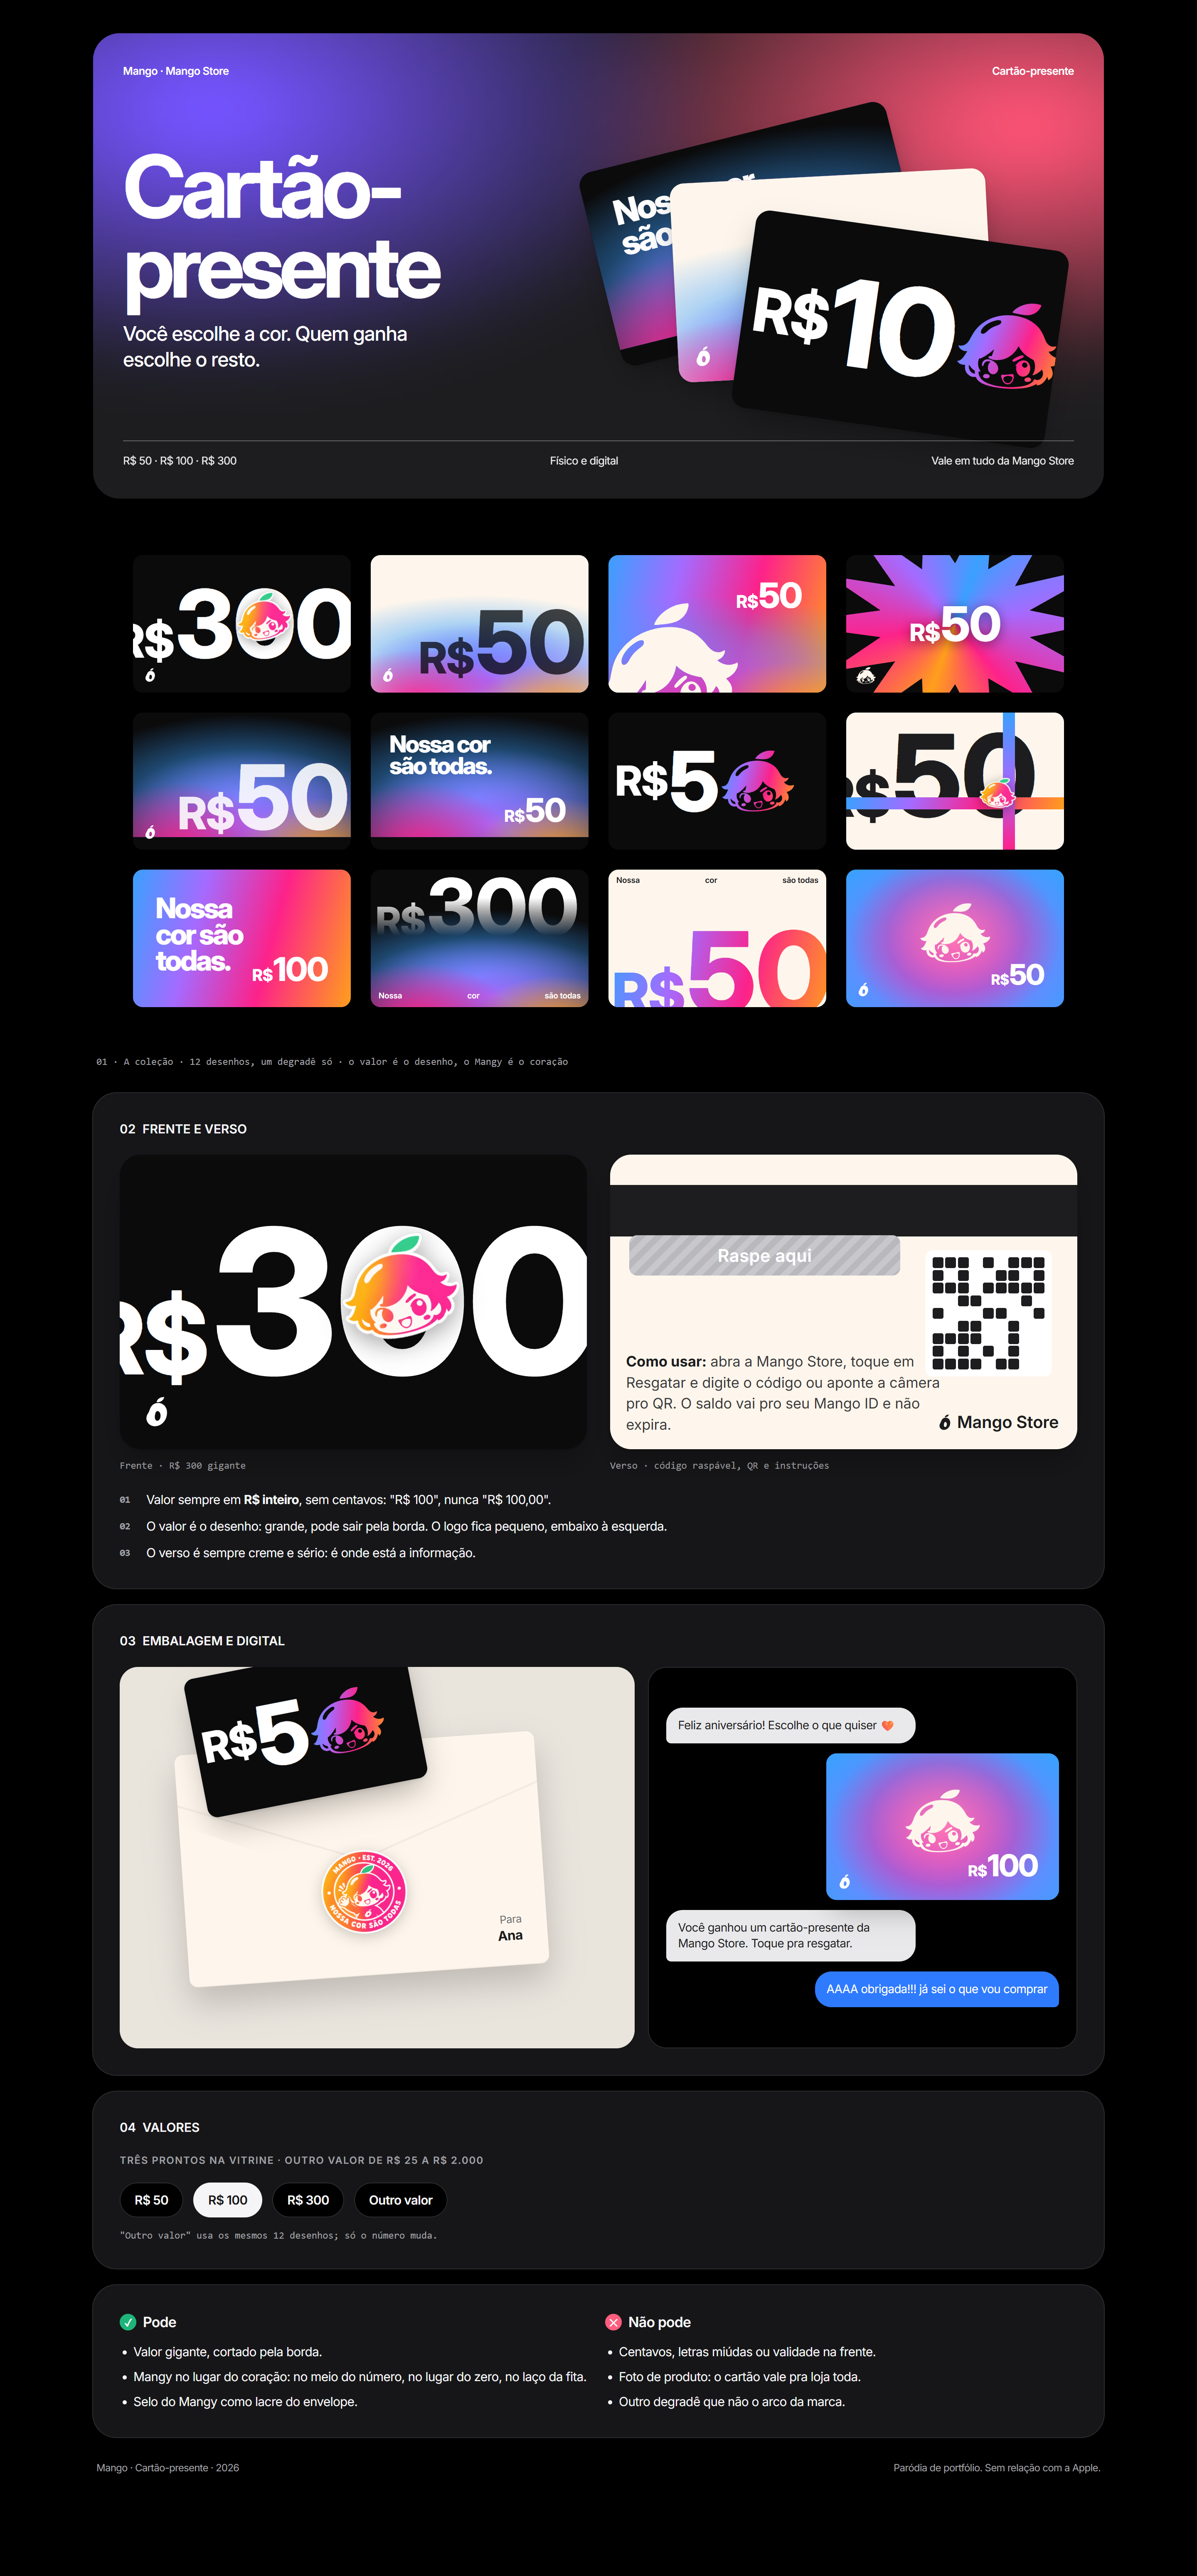 Mango · Mango Store
Cartão-presente
Cartão-
presente
Você escolhe a cor. Quem ganha
escolhe o resto.
Nos
são
R$10
R$ 50 · R$ 100 · R$ 300
Físico e digital
Vale em tudo da Mango Store
R$300
R$50
R$50
R$50
R$50
Nossa cor
são todas.
R$50
R$5
R$50
Nossa
cor são
todas.
R$100
R$300
Nossa cor são todas
Nossa cor são todas
R$50
R$50
01 · A coleção · 12 desenhos, um degradê só · o valor é o desenho, o Mangy é o coração
02 FRENTE E VERSO
R$300
Raspe aqui
Como usar: abra a Mango Store, toque em
Resgatar e digite o código ou aponte a câmera
pro QR. O saldo vai pro seu Mango ID e não
expira.
Mango Store
Frente · R$ 300 gigante
Verso · código raspável, QR e instruções
01 Valor sempre em R$ inteiro, sem centavos: "R$ 100", nunca "R$ 100,00".
02 O valor é o desenho: grande, pode sair pela borda. O logo fica pequeno, embaixo à esquerda.
03 O verso é sempre creme e sério: é onde está a informação.
03 EMBALAGEM E DIGITAL
R$5
MANGO · EST. 2026
NOSSA COR SÃO TODAS
Para
Ana
Feliz aniversário! Escolhe o que quiser
R$100
Você ganhou um cartão-presente da
Mango Store. Toque pra resgatar.
AAAA obrigada!!! já sei o que vou comprar
04 VALORES
TRÊS PRONTOS NA VITRINE · OUTRO VALOR DE R$ 25 A R$ 2.000
R$ 50
R$ 100
R$ 300
Outro valor
"Outro valor" usa os mesmos 12 desenhos; só o número muda.
Pode
• Valor gigante, cortado pela borda.
• Mangy no lugar do coração: no meio do número, no lugar do zero, no laço da fita.
• Selo do Mangy como lacre do envelope.
Não pode
• Centavos, letras miúdas ou validade na frente.
• Foto de produto: o cartão vale pra loja toda.
• Outro degradê que não o arco da marca.
Mango · Cartão-presente · 2026
Paródia de portfólio. Sem relação com a Apple.